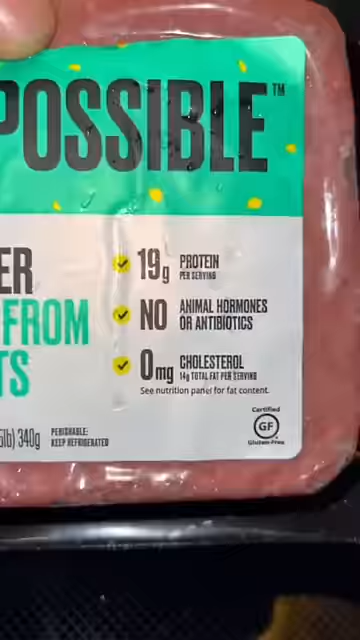 POSSIBLE™
ER
FROM
TS
19g PROTEIN
PER SERVING
NO ANIMAL HORMONES
OR ANTIBIOTICS
0mg CHOLESTEROL
14g TOTAL FAT PER SERVING
See nutrition panel for fat content.
5lb) 340g
PERISHABLE:
KEEP REFRIGERATED
Certified
GF
Gluten-Free